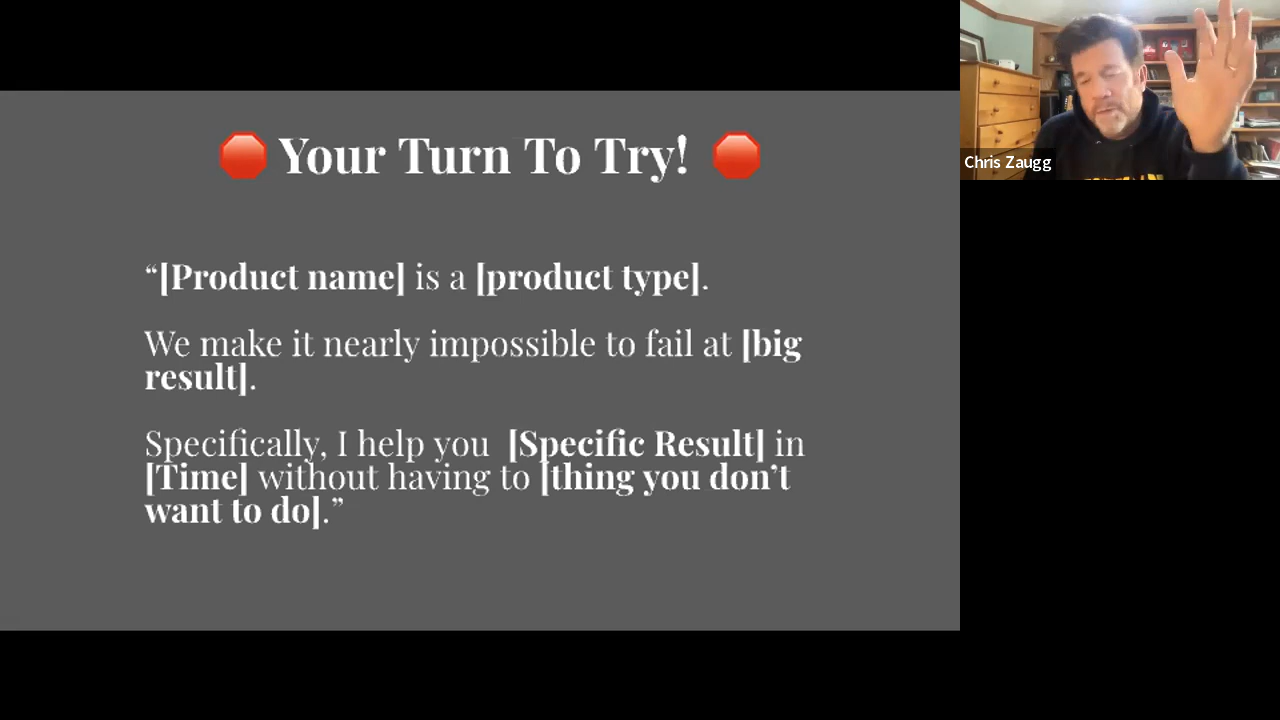 Your Turn To Try!
“[Product name] is a [product type].
We make it nearly impossible to fail at [big
result].
Specifically, I help you [Specific Result] in
[Time] without having to [thing you don’t
want to do].”
Chris Zaugg